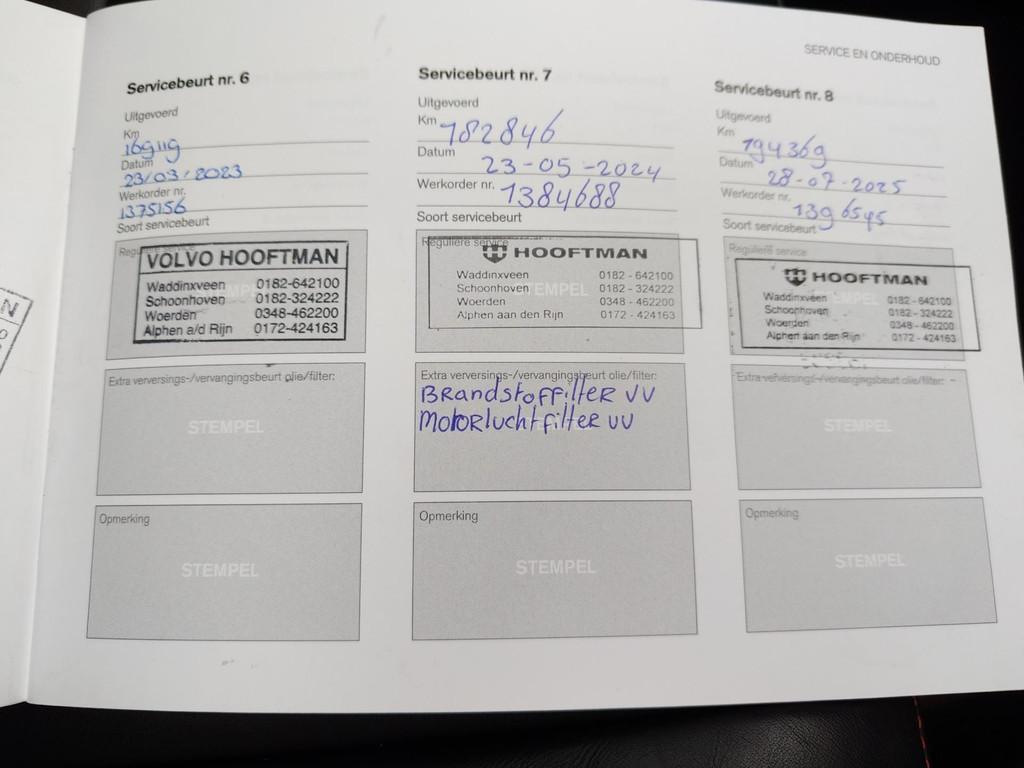 SERVICE EN ONDERHOUD
Servicebeurt nr. 6
Uitgevoerd
Km
169119
Datum
23/03/2023
Werkorder nr.
1375156
Soort servicebeurt
Reguliere service
VOLVO HOOFTMAN
Waddinxveen 0182-642100
Schoonhoven 0182-324222
Woerden 0348-462200
Alphen a/d Rijn 0172-424163
Extra verversings-/vervangingsbeurt olie/filter:
STEMPEL
Opmerking
STEMPEL
Servicebeurt nr. 7
Uitgevoerd
Km 182846
Datum 23-05-2024
Werkorder nr. 1384688
Soort servicebeurt
Reguliere service
HOOFTMAN
Waddinxveen 0182 - 642100
Schoonhoven 0182 - 324222
STEMPEL
Woerden 0348 - 462200
Alphen aan den Rijn 0172 - 424163
Extra verversings-/vervangingsbeurt olie/filter:
BRandstoffilteR VV
MotoRluchtfilteR VV
Opmerking
STEMPEL
Servicebeurt nr. 8
Uitgevoerd
Km 194369
Datum 28-07-2025
Werkorder nr. 1396545
Soort servicebeurt
Reguliere service
HOOFTMAN
Waddinxveen 0182 - 642100
Schoonhoven 0182 - 324222
STEMPEL
Woerden 0348 - 462200
Alphen aan den Rijn 0172 - 424163
Extra verversings-/vervangingsbeurt olie/filter:
STEMPEL
Opmerking
STEMPEL